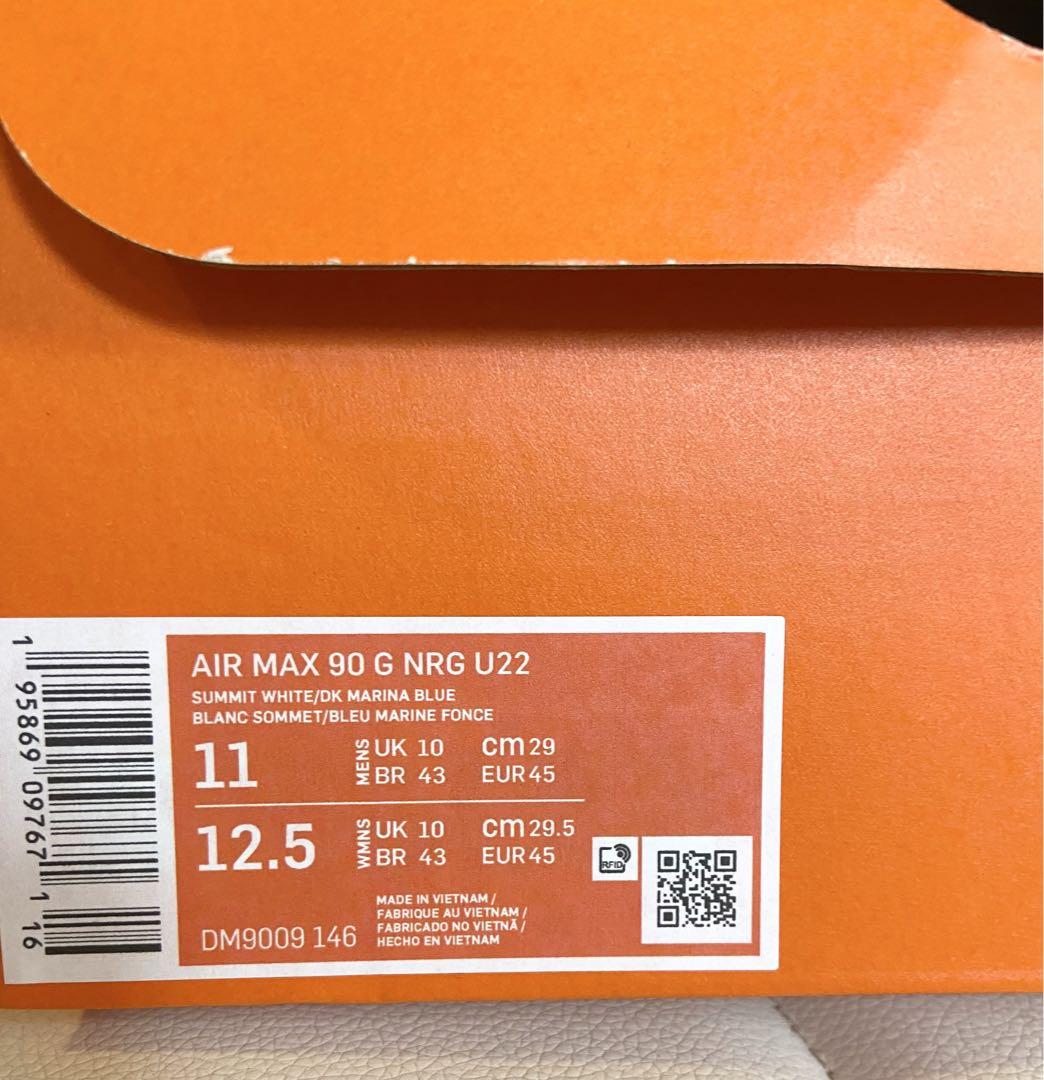 AIR MAX 90 G NRG U22
SUMMIT WHITE/DK MARINA BLUE
BLANC SOMMET/BLEU MARINE FONCE
11 MENS UK 10 cm 29
BR 43 EUR 45
12.5 WMNS UK 10 cm 29.5
BR 43 EUR 45
RFID
MADE IN VIETNAM /
FABRIQUE AU VIETNAM /
FABRICADO NO VIETNÃ /
HECHO EN VIETNAM
DM9009 146
1 95869 09767 1 16